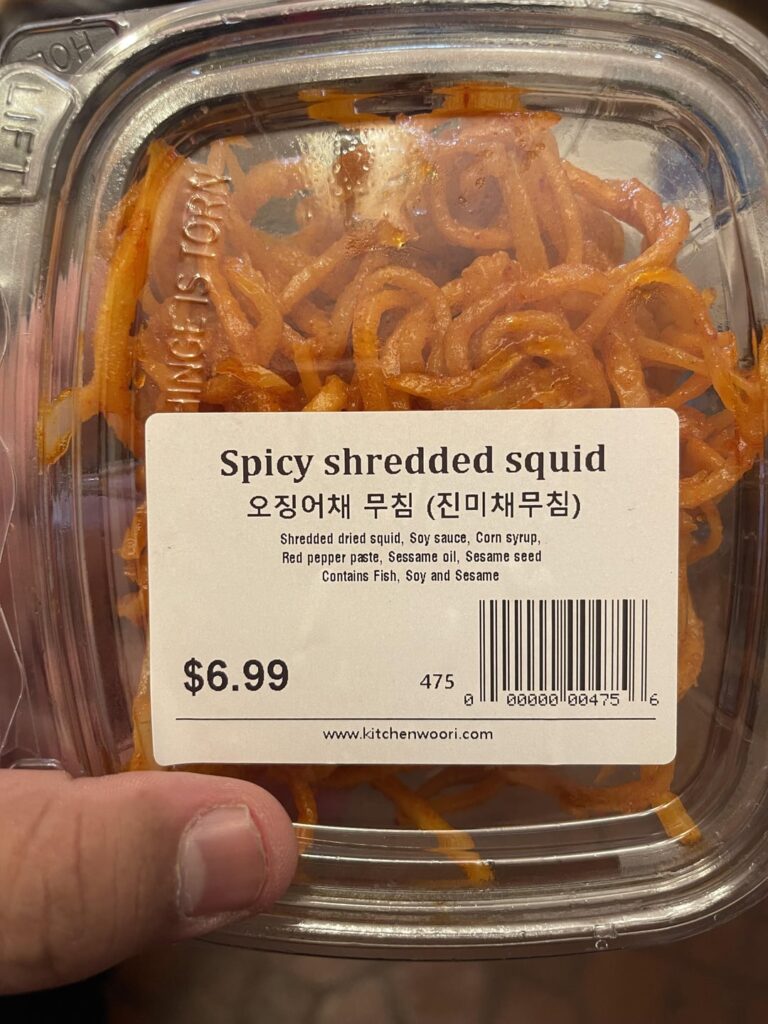 LIFT
HINGE IS TORN
Spicy shredded squid
오징어채 무침 (진미채무침)
Shredded dried squid, Soy sauce, Corn syrup,
Red pepper paste, Sessame oil, Sesame seed
Contains Fish, Soy and Sesame
$6.99
475
0 00000 00475 6
www.kitchenwoori.com